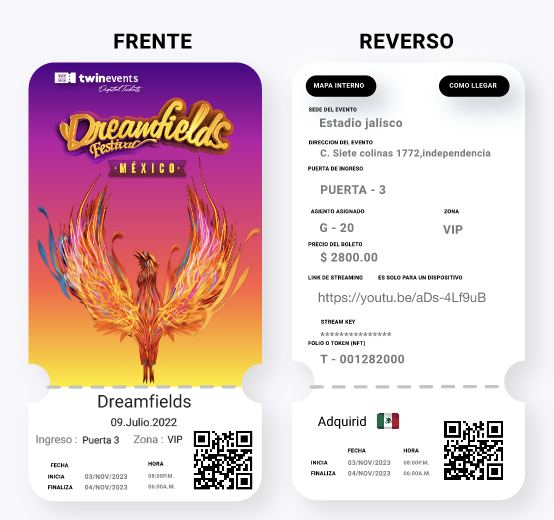 FRENTE
twinevents
Digital Tickets
Dreamfields
Festival
· MÉXICO ·
Dreamfields
09.Julio.2022
Ingreso : Puerta 3 Zona : VIP
FECHA HORA
INICIA 03/NOV/2023 08:00P.M.
FINALIZA 04/NOV/2023 06:00A.M.
REVERSO
MAPA INTERNO COMO LLEGAR
SEDE DEL EVENTO
Estadio jalisco
DIRECCION DEL EVENTO
C. Siete colinas 1772,independencia
PUERTA DE INGRESO
PUERTA - 3
ASIENTO ASIGNADO ZONA
G - 20 VIP
PRECIO DEL BOLETO
$ 2800.00
LINK DE STREAMING ES SOLO PARA UN DISPOSITIVO
https://youtu.be/aDs-4Lf9uB
STREAM KEY
***************
FOLIO O TOKEN (NFT)
T - 001282000
Adquirid
FECHA HORA
INICIA 03/NOV/2023 08:00P.M.
FINALIZA 04/NOV/2023 06:00A.M.